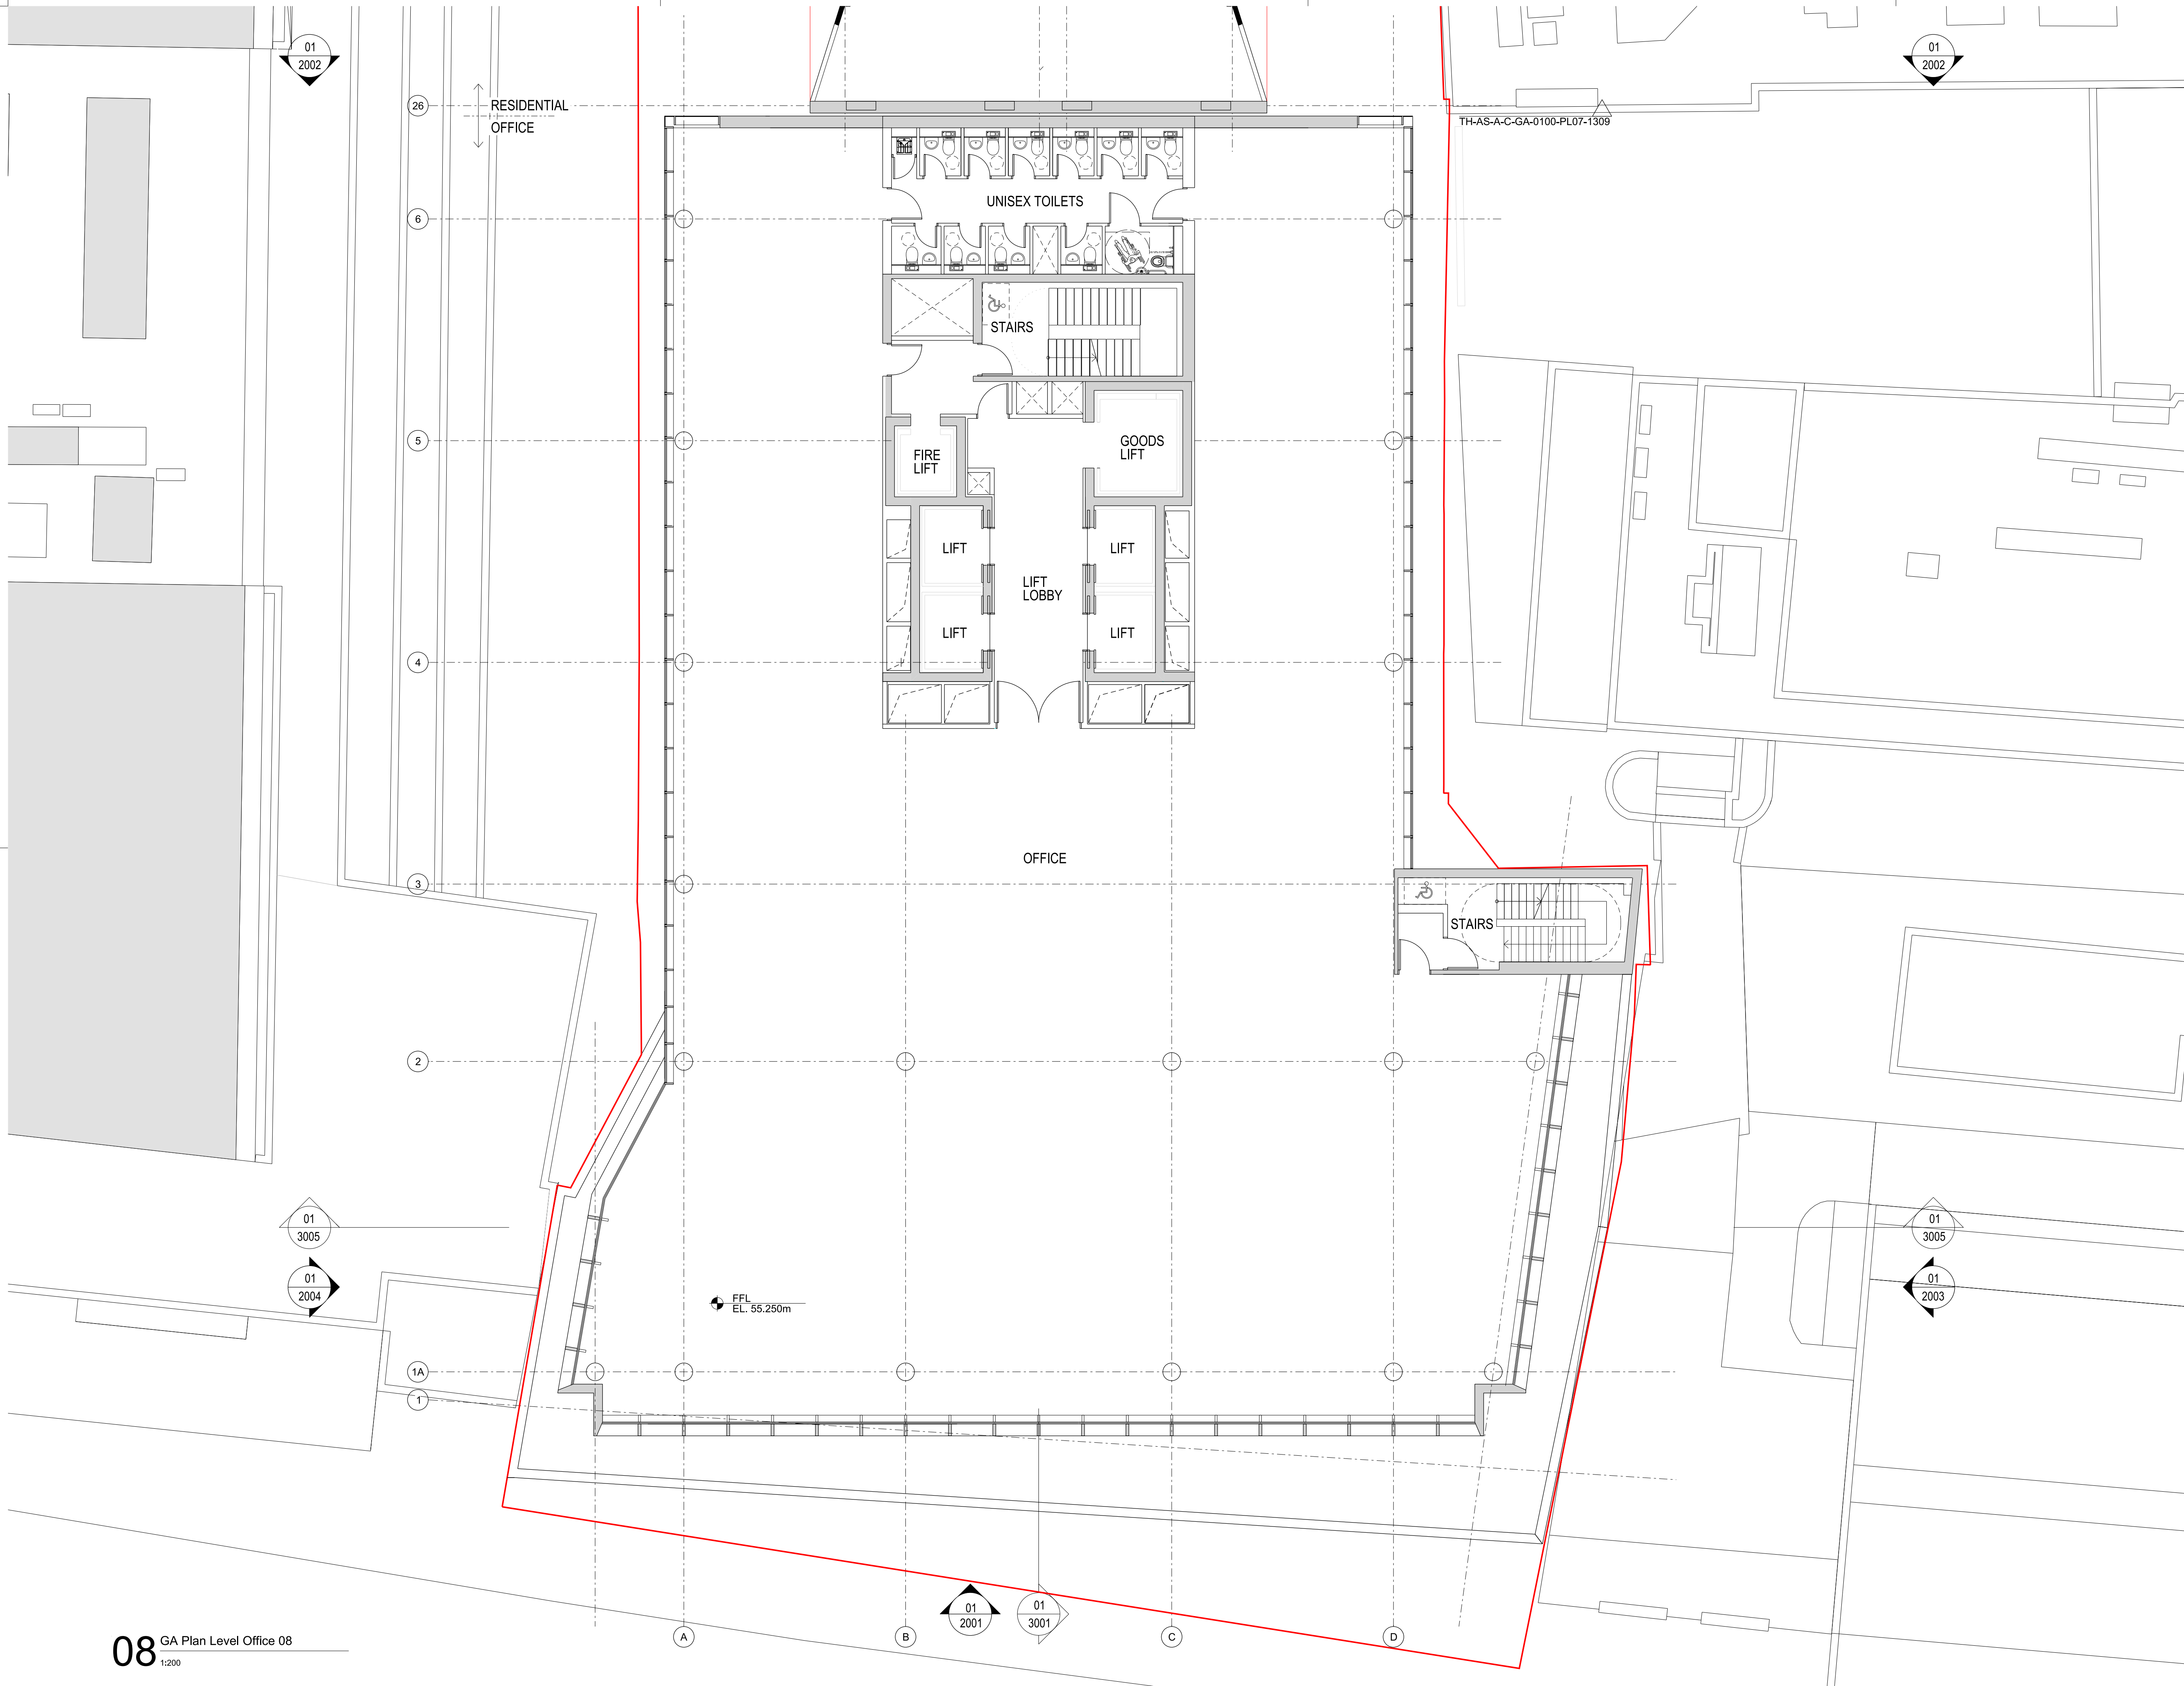 01
2002
01
2002
26
RESIDENTIAL
OFFICE
TH-AS-A-C-GA-0100-PL07-1309
UNISEX TOILETS
6
STAIRS
5
FIRE
LIFT
GOODS
LIFT
LIFT
LIFT
LIFT
LOBBY
LIFT
LIFT
4
OFFICE
3
STAIRS
2
01
3005
01
3005
01
2004
01
2003
FFL
EL. 55.250m
1A
1
01
2001
01
3001
A
B
C
D
08
GA Plan Level Office 08
1:200